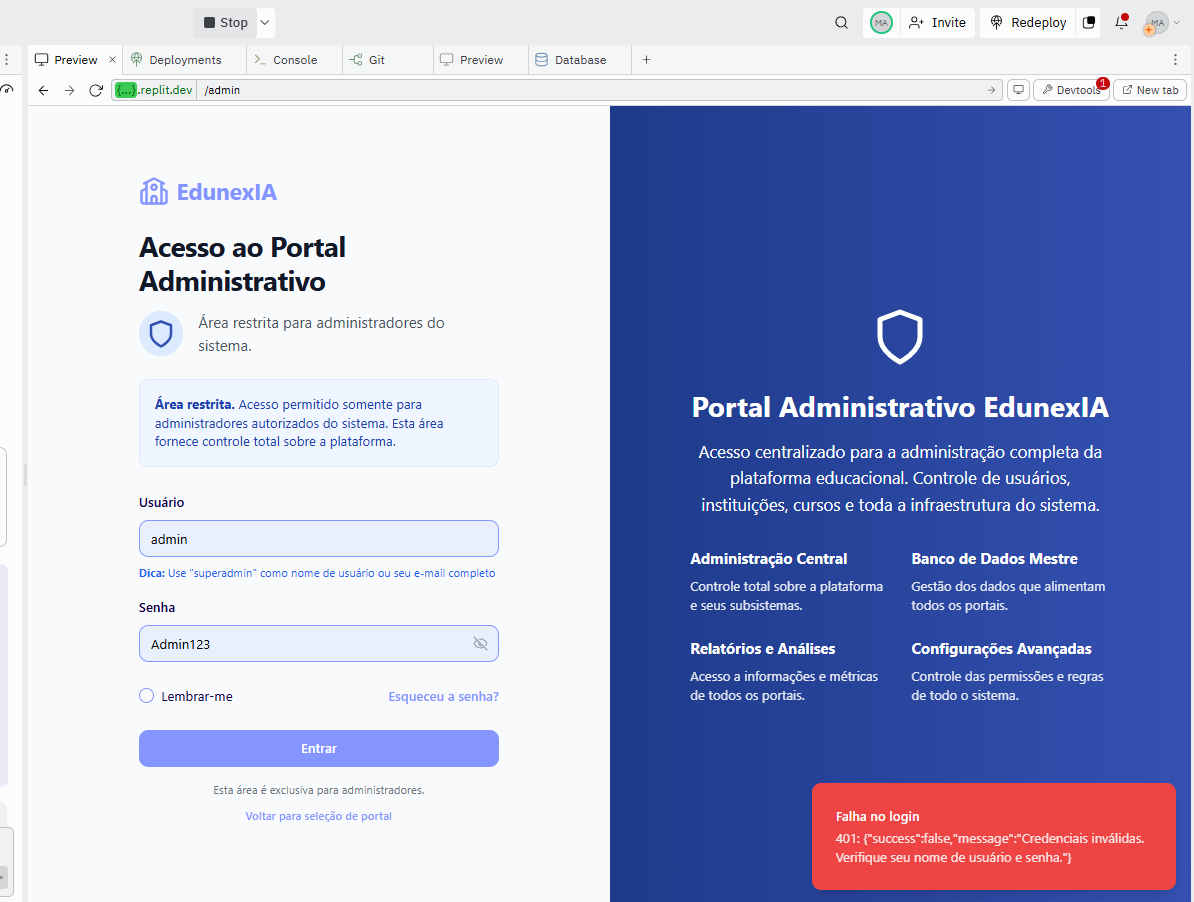 Stop
MA
Invite
Redeploy
MA
Preview
Deployments
Console
Git
Preview
Database
{...}.replit.dev
/admin
Devtools
1
New tab
EdunexIA
Acesso ao Portal
Administrativo
Área restrita para administradores do
sistema.
Área restrita. Acesso permitido somente para
administradores autorizados do sistema. Esta área
fornece controle total sobre a plataforma.
Usuário
admin
Dica: Use "superadmin" como nome de usuário ou seu e-mail completo
Senha
Admin123
Lembrar-me
Esqueceu a senha?
Entrar
Esta área é exclusiva para administradores.
Voltar para seleção de portal
Portal Administrativo EdunexIA
Acesso centralizado para a administração completa da
plataforma educacional. Controle de usuários,
instituições, cursos e toda a infraestrutura do sistema.
Administração Central
Controle total sobre a plataforma
e seus subsistemas.
Banco de Dados Mestre
Gestão dos dados que alimentam
todos os portais.
Relatórios e Análises
Acesso a informações e métricas
de todos os portais.
Configurações Avançadas
Controle das permissões e regras
de todo o sistema.
Falha no login
401: {"success":false,"message":"Credenciais inválidas.
Verifique seu nome de usuário e senha."}